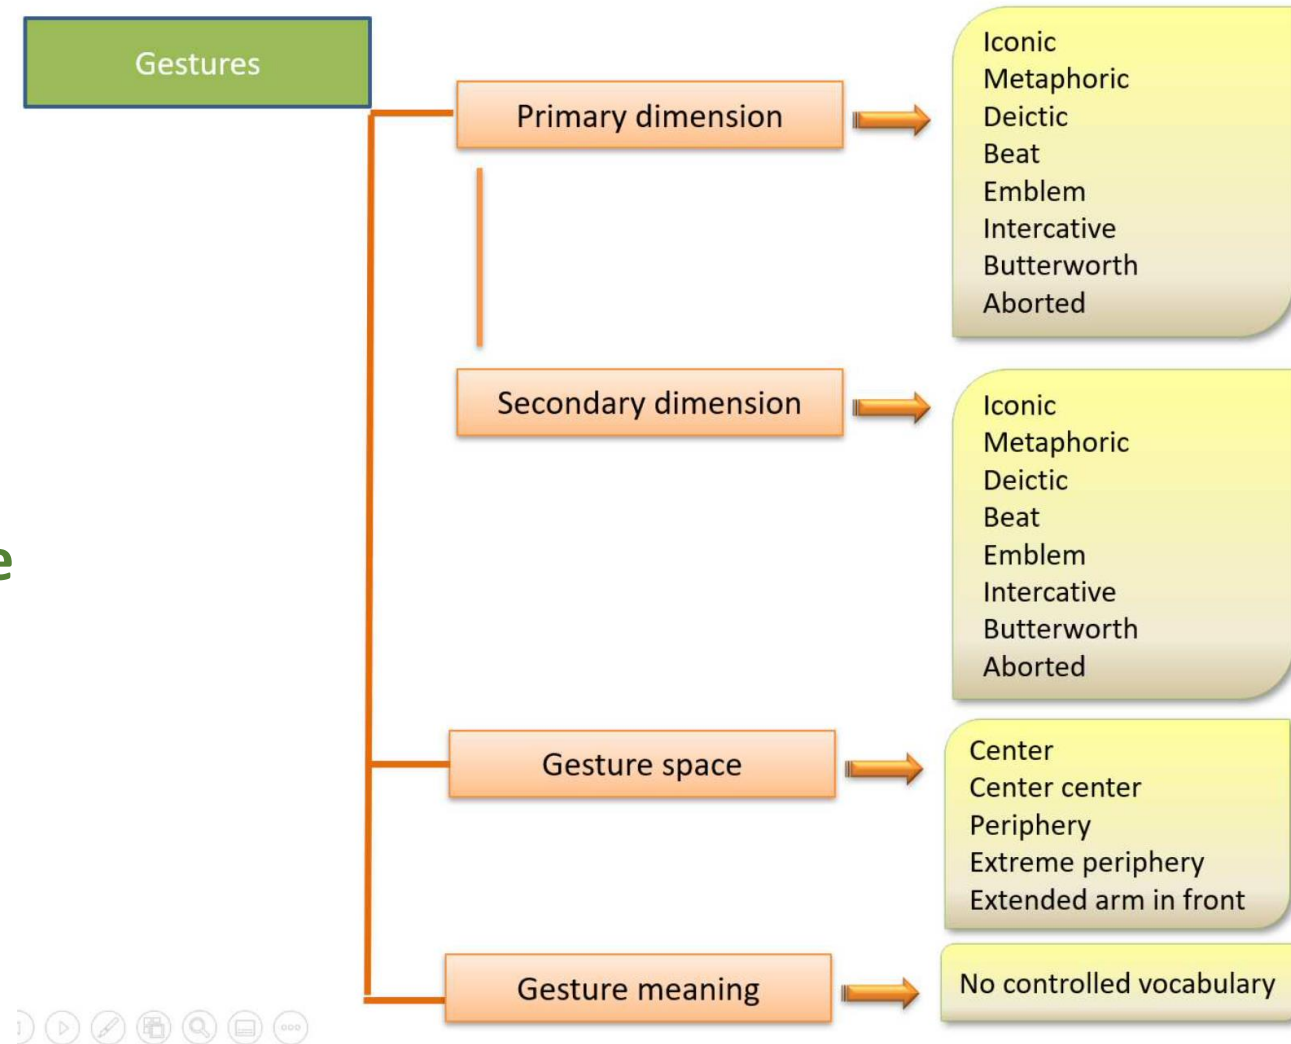 Gestures
Primary dimension
Iconic
Metaphoric
Deictic
Beat
Emblem
Intercative
Butterworth
Aborted
Secondary dimension
Iconic
Metaphoric
Deictic
Beat
Emblem
Intercative
Butterworth
Aborted
e
Gesture space
Center
Center center
Periphery
Extreme periphery
Extended arm in front
Gesture meaning
No controlled vocabulary